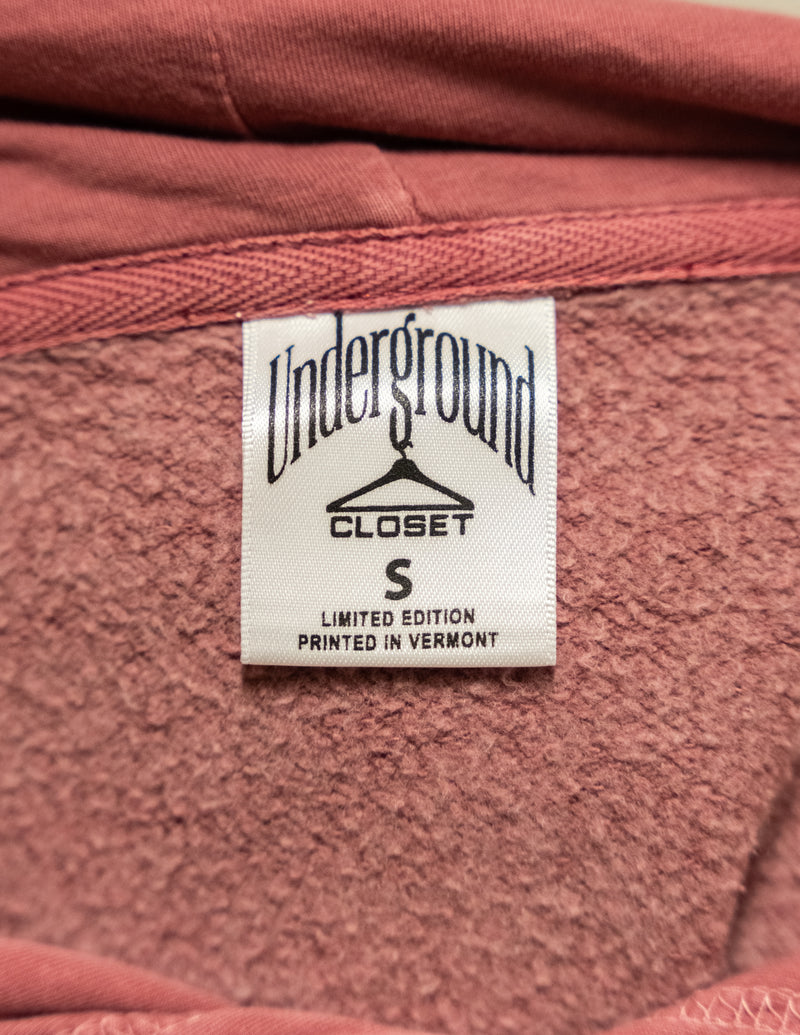 Underground
CLOSET
S
LIMITED EDITION
PRINTED IN VERMONT